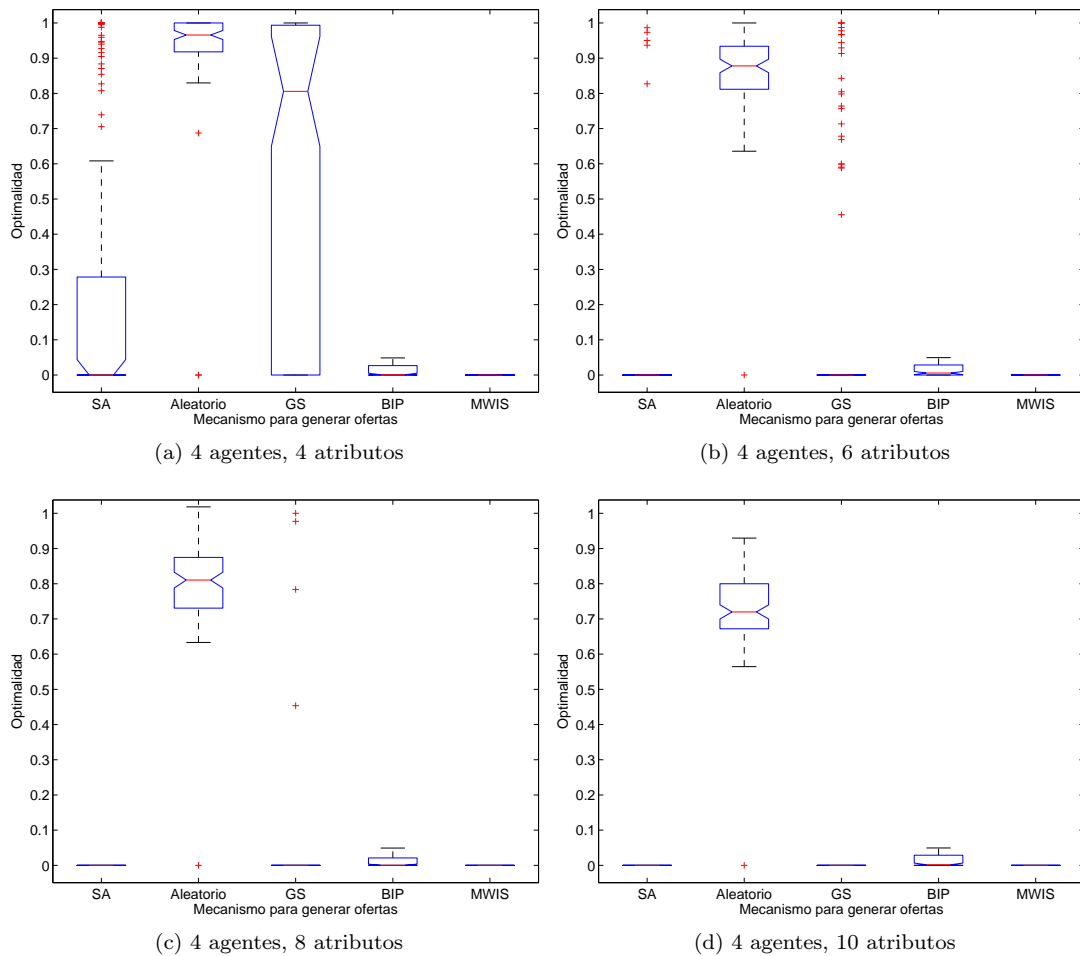 1
0.9
0.8
0.7
0.6
0.5
0.4
0.3
0.2
0.1
0
Optimalidad
SA Aleatorio GS BIP MWIS
Mecanismo para generar ofertas
(a) 4 agentes, 4 atributos
1
0.9
0.8
0.7
0.6
0.5
0.4
0.3
0.2
0.1
0
Optimalidad
SA Aleatorio GS BIP MWIS
Mecanismo para generar ofertas
(b) 4 agentes, 6 atributos
1
0.9
0.8
0.7
0.6
0.5
0.4
0.3
0.2
0.1
0
Optimalidad
SA Aleatorio GS BIP MWIS
Mecanismo para generar ofertas
(c) 4 agentes, 8 atributos
1
0.9
0.8
0.7
0.6
0.5
0.4
0.3
0.2
0.1
0
Optimalidad
SA Aleatorio GS BIP MWIS
Mecanismo para generar ofertas
(d) 4 agentes, 10 atributos